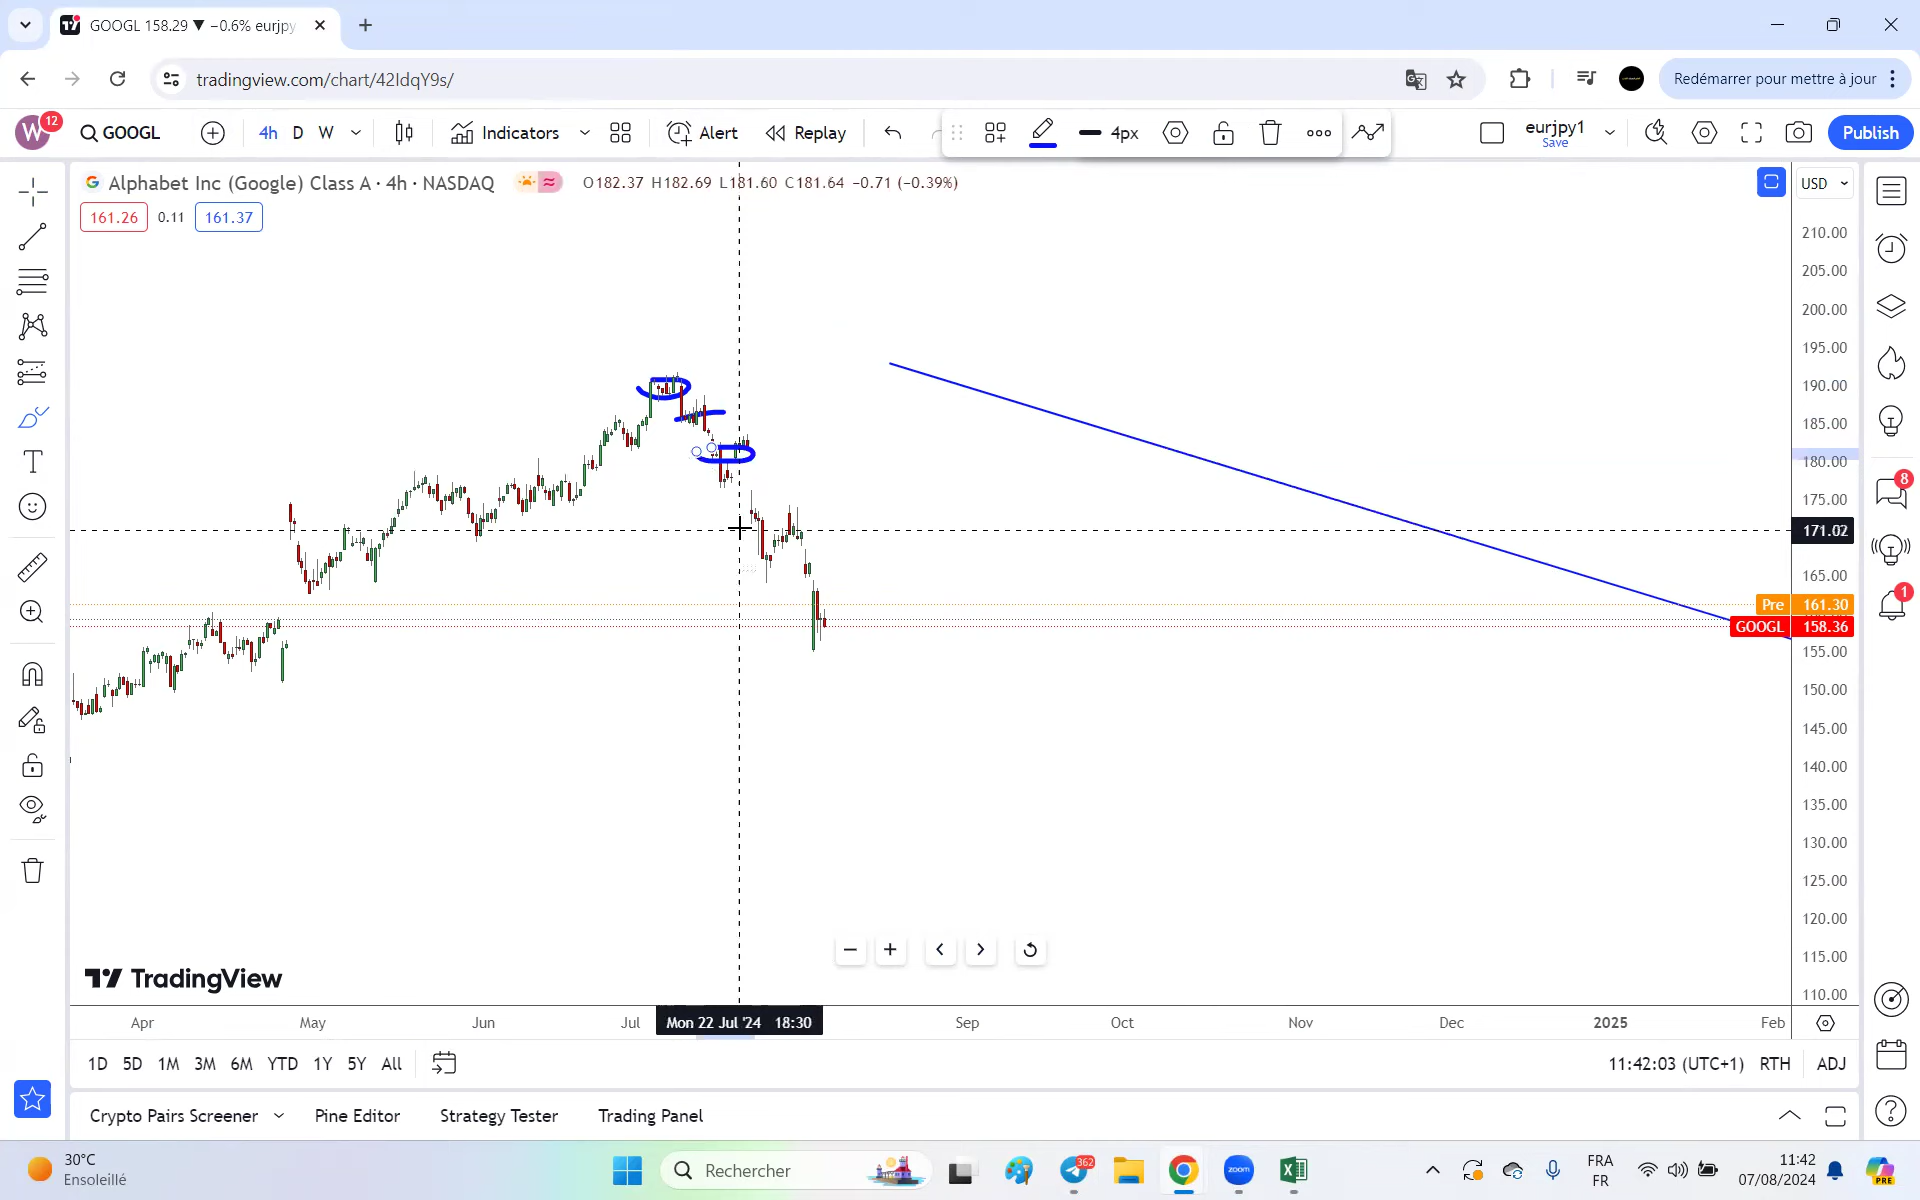 GOOGL 158.29 ▼ −0.6% eurjpy
tradingview.com/chart/42IdqY9s/
Redémarrer pour mettre à jour
W 12
GOOGL
4h D W
Indicators
Alert
Replay
4px
eurjpy1
Save
Publish
Alphabet Inc (Google) Class A · 4h · NASDAQ
O182.37 H182.69 L181.60 C181.64 −0.71 (−0.39%)
USD
161.26 0.11 161.37
210.00
205.00
200.00
195.00
190.00
185.00
180.00
175.00
171.02
165.00
Pre 161.30
GOOGL 158.36
155.00
150.00
145.00
140.00
135.00
130.00
125.00
120.00
115.00
110.00
8
1
TradingView
Apr May Jun Jul Mon 22 Jul '24 18:30 Sep Oct Nov Dec 2025 Feb
1D 5D 1M 3M 6M YTD 1Y 5Y All
11:42:03 (UTC+1) RTH ADJ
Crypto Pairs Screener
Pine Editor
Strategy Tester
Trading Panel
30°C
Ensoleillé
Rechercher
362
zoom
FRA
FR
11:42
07/08/2024
PRE